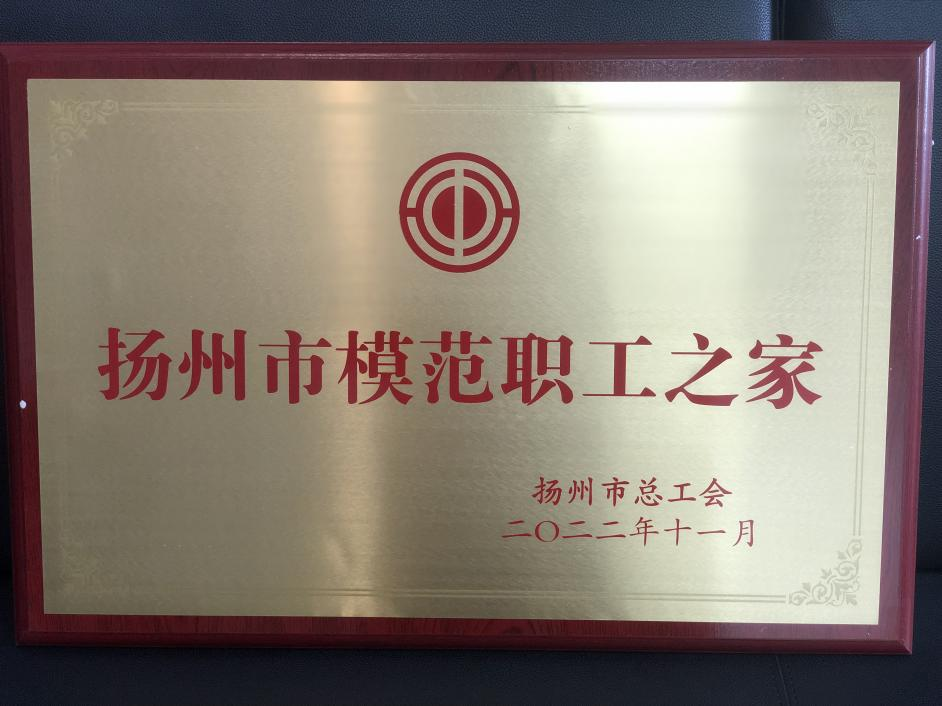 扬州市模范职工之家
扬州市总工会
二〇二二年十一月